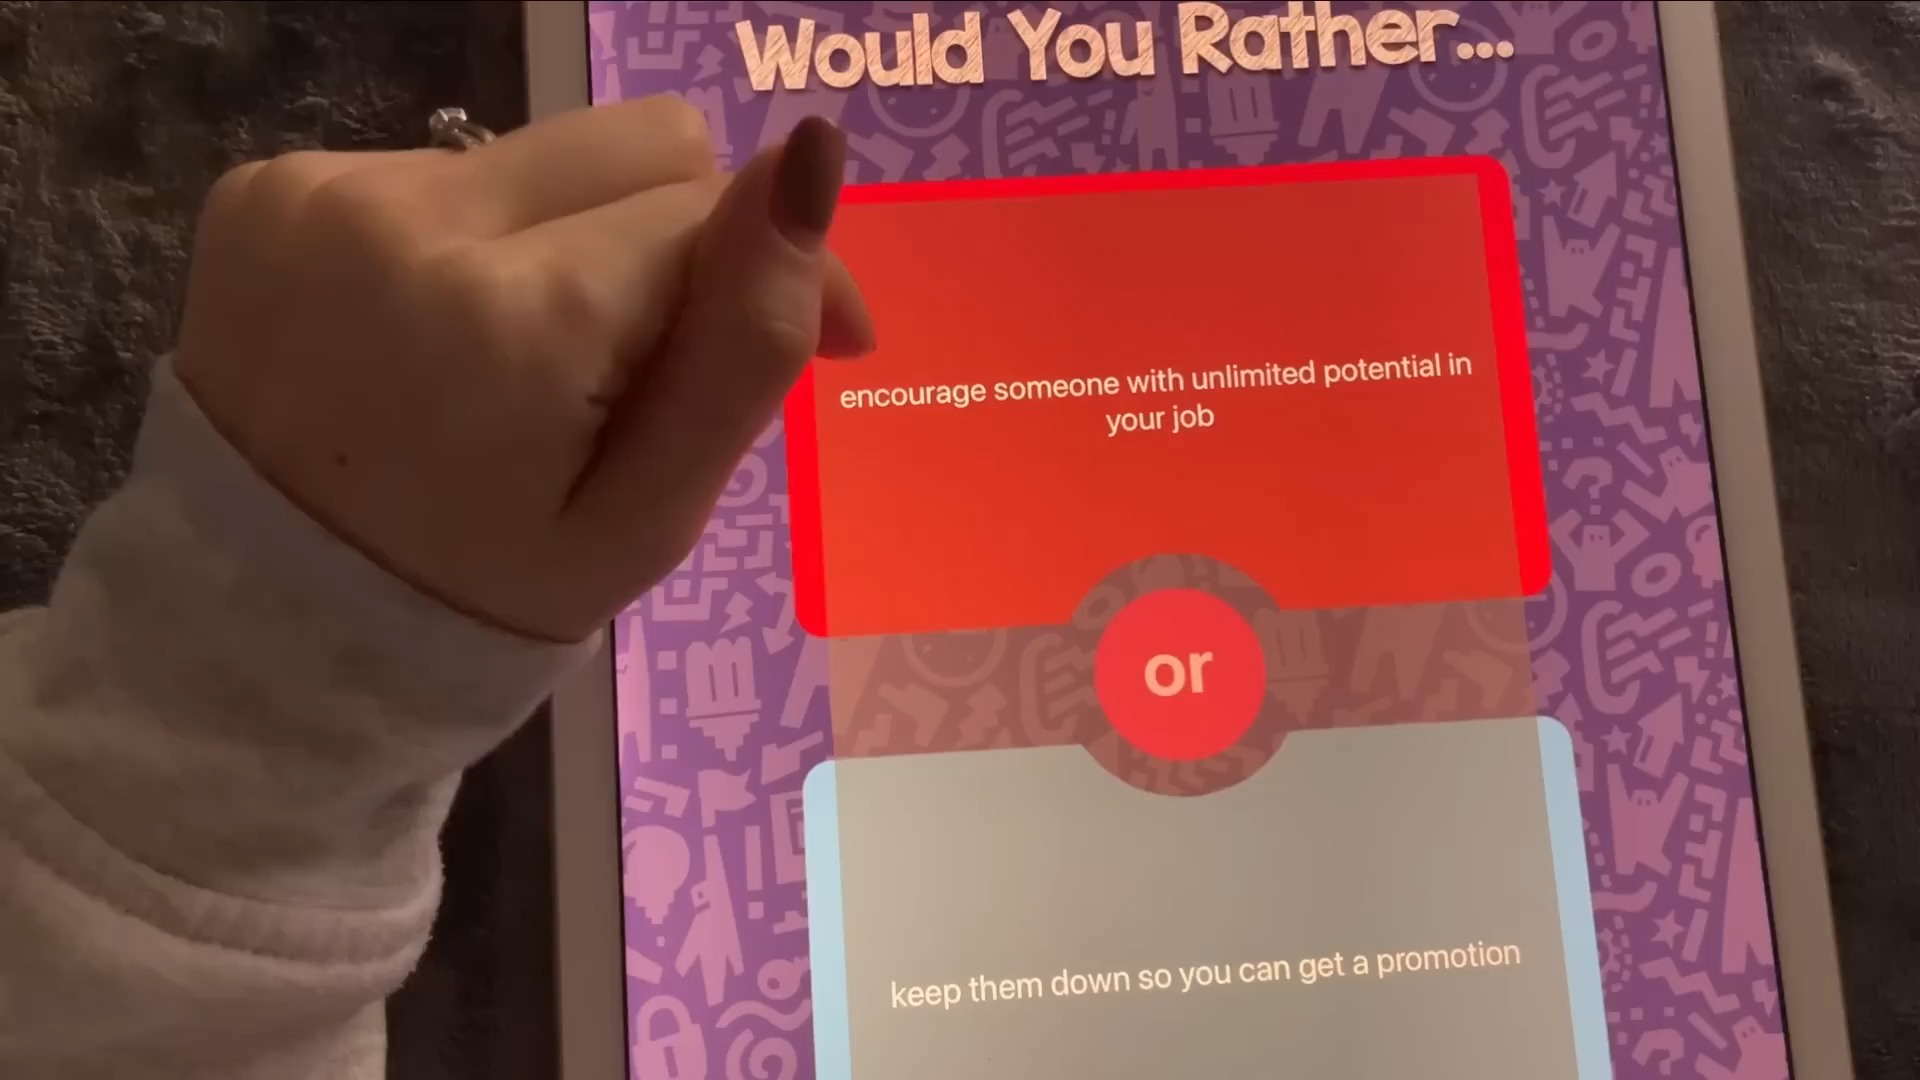 Would You Rather...
encourage someone with unlimited potential in
your job
or
keep them down so you can get a promotion